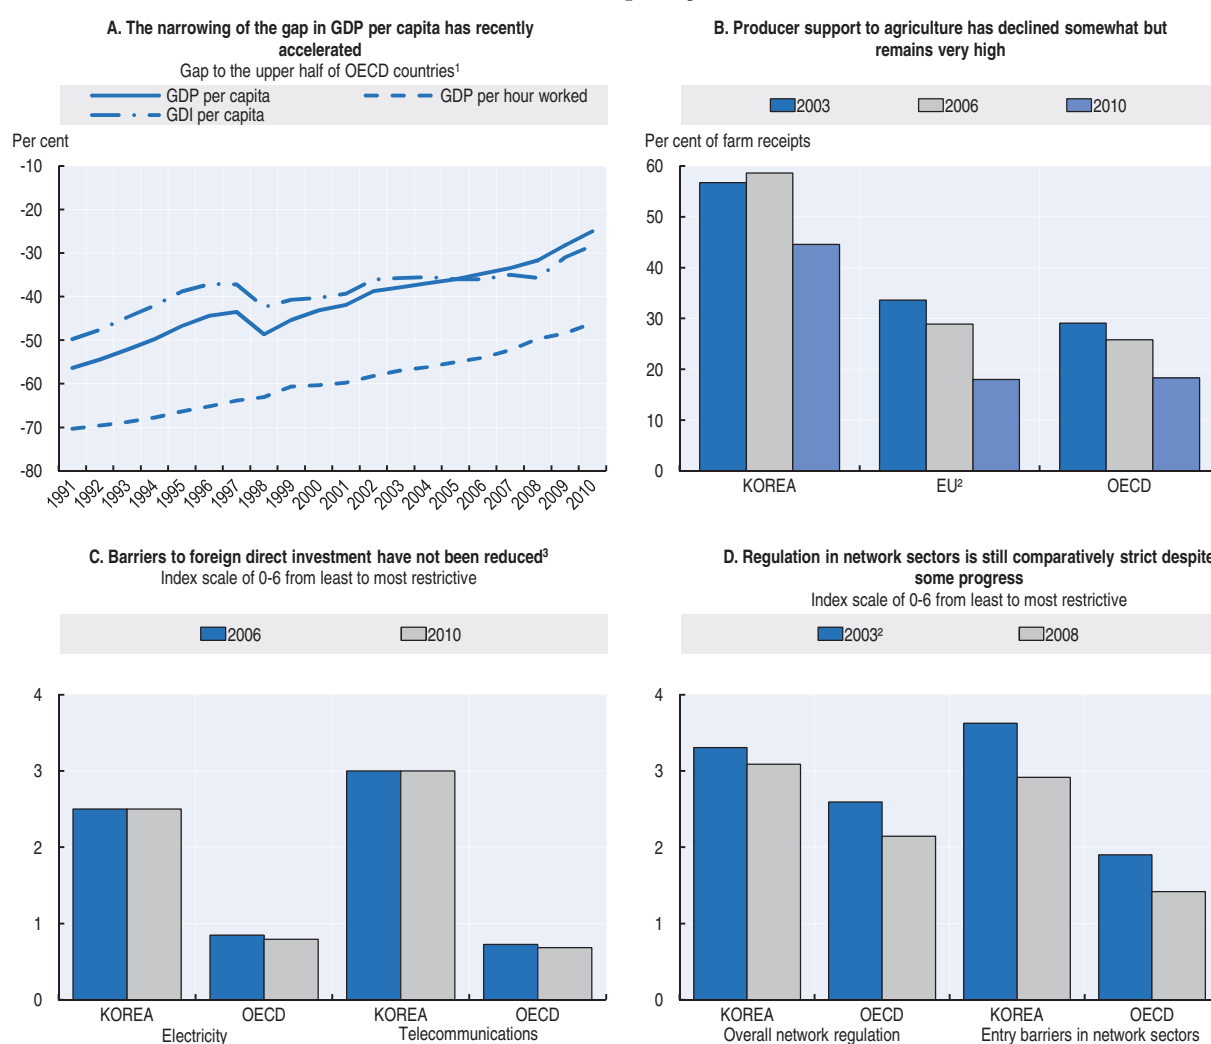 A. The narrowing of the gap in GDP per capita has recently
accelerated
Gap to the upper half of OECD countries¹
GDP per capita
GDP per hour worked
GDI per capita
Per cent
-10
-20
-30
-40
-50
-60
-70
-80
1991 1992 1993 1994 1995 1996 1997 1998 1999 2000 2001 2002 2003 2004 2005 2006 2007 2008 2009 2010
B. Producer support to agriculture has declined somewhat but
remains very high
2003 2006 2010
Per cent of farm receipts
60
50
40
30
20
10
0
KOREA EU² OECD
C. Barriers to foreign direct investment have not been reduced³
Index scale of 0-6 from least to most restrictive
2006 2010
4
3
2
1
0
KOREA OECD KOREA OECD
Electricity Telecommunications
D. Regulation in network sectors is still comparatively strict despite
some progress
Index scale of 0-6 from least to most restrictive
2003² 2008
4
3
2
1
0
KOREA OECD KOREA OECD
Overall network regulation Entry barriers in network sectors